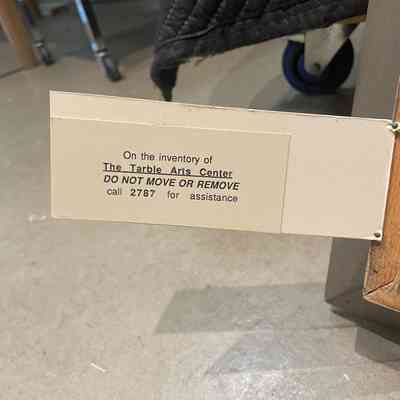 On the inventory of
The Tarble Arts Center
DO NOT MOVE OR REMOVE
call 2787 for assistance